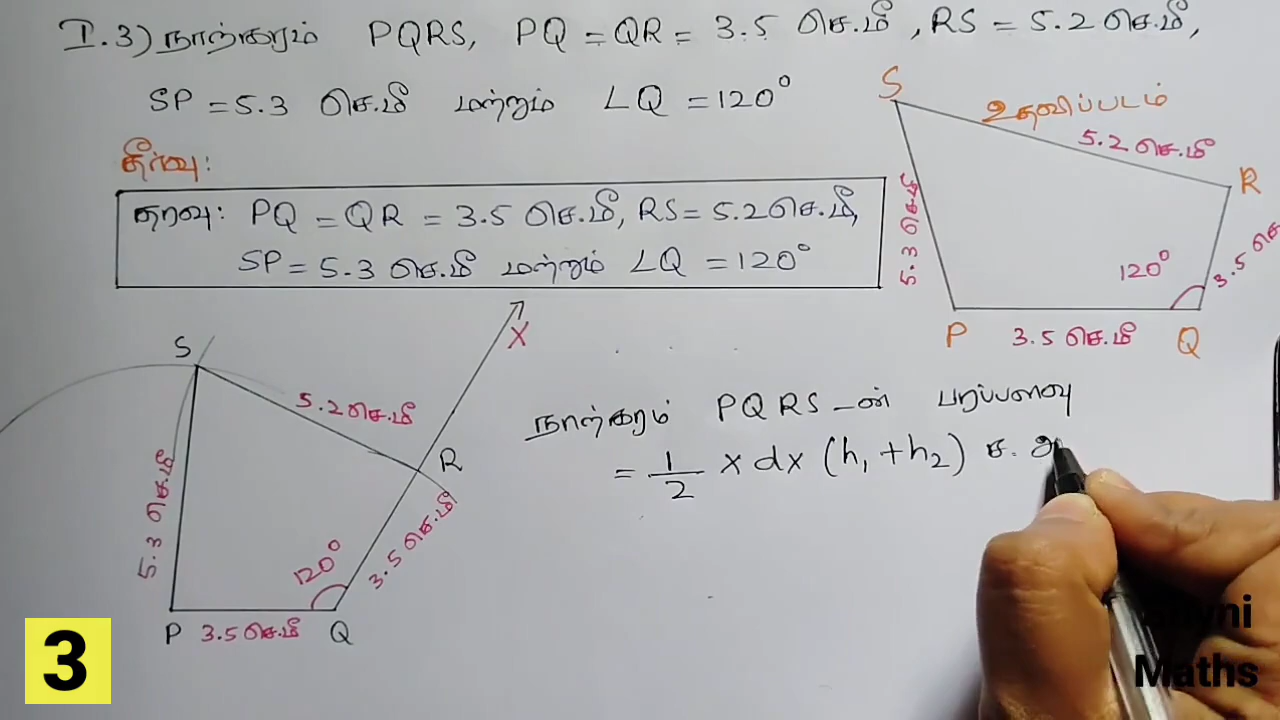 I.3) நாற்கரம் PQRS, PQ = QR = 3.5 செ.மீ, RS = 5.2 செ.மீ,
SP = 5.3 செ.மீ மற்றும் ∠Q = 120°
தீர்வு:
தரவு: PQ = QR = 3.5 செ.மீ, RS = 5.2 செ.மீ,
SP = 5.3 செ.மீ மற்றும் ∠Q = 120°
S
உதவிப்படம்
5.2 செ.மீ
R
5.3 செ.மீ
120°
3.5 செ
P
3.5 செ.மீ
Q
X
S
5.2 செ.மீ
R
5.3 செ.மீ
120°
3.5 செ.மீ
P
3.5 செ.மீ
Q
நாற்கரம் PQRS-ன் பரப்பளவு
= 1/2 × d × (h₁ + h₂) ச.
3
Maths